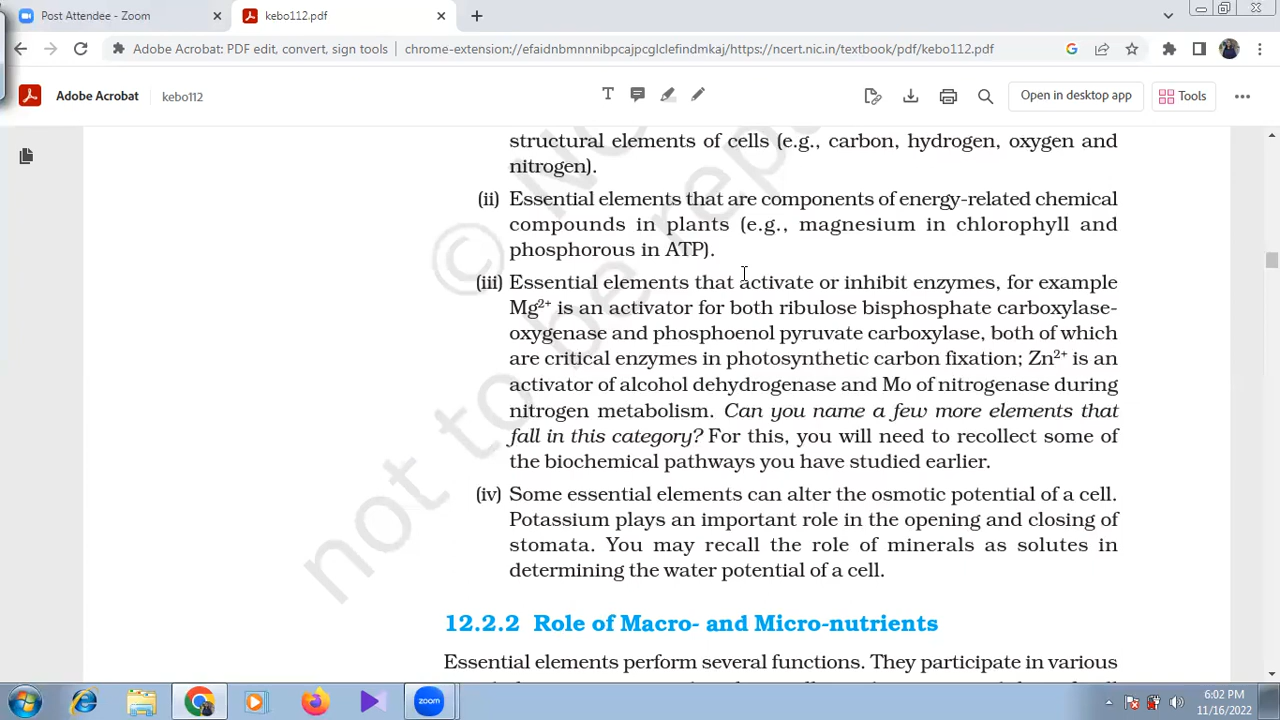 Post Attendee - Zoom
kebo112.pdf
Adobe Acrobat: PDF edit, convert, sign tools
chrome-extension://efaidnbmnnnibpcajpcglclefindmkaj/https://ncert.nic.in/textbook/pdf/kebo112.pdf
Adobe Acrobat
kebo112
Open in desktop app
Tools
structural elements of cells (e.g., carbon, hydrogen, oxygen and
nitrogen).
(ii) Essential elements that are components of energy-related chemical
compounds in plants (e.g., magnesium in chlorophyll and
phosphorous in ATP).
(iii) Essential elements that activate or inhibit enzymes, for example
Mg²⁺ is an activator for both ribulose bisphosphate carboxylase-
oxygenase and phosphoenol pyruvate carboxylase, both of which
are critical enzymes in photosynthetic carbon fixation; Zn²⁺ is an
activator of alcohol dehydrogenase and Mo of nitrogenase during
nitrogen metabolism. Can you name a few more elements that
fall in this category? For this, you will need to recollect some of
the biochemical pathways you have studied earlier.
(iv) Some essential elements can alter the osmotic potential of a cell.
Potassium plays an important role in the opening and closing of
stomata. You may recall the role of minerals as solutes in
determining the water potential of a cell.
12.2.2 Role of Macro- and Micro-nutrients
Essential elements perform several functions. They participate in various
not to be
©
zoom
6:02 PM
11/16/2022